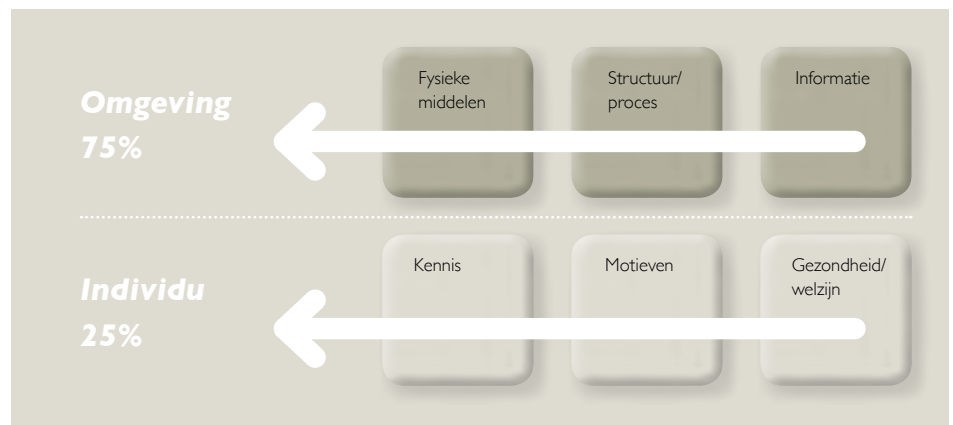 Omgeving
75%
Fysieke
middelen
Structuur/
proces
Informatie
Individu
25%
Kennis
Motieven
Gezondheid/
welzijn